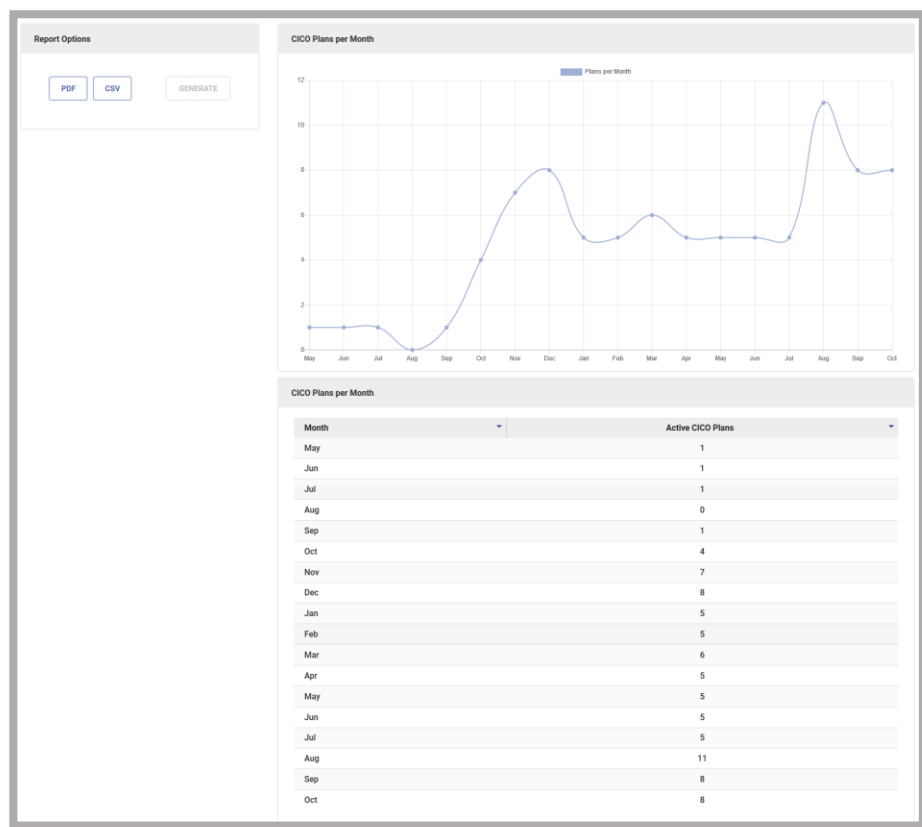 Report Options
PDF CSV GENERATE
CICO Plans per Month
Plans per Month
12
10
8
6
4
2
0
May Jun Jul Aug Sep Oct Nov Dec Jan Feb Mar Apr May Jun Jul Aug Sep Oct
CICO Plans per Month
Month Active CICO Plans
May 1
Jun 1
Jul 1
Aug 0
Sep 1
Oct 4
Nov 7
Dec 8
Jan 5
Feb 5
Mar 6
Apr 5
May 5
Jun 5
Jul 5
Aug 11
Sep 8
Oct 8